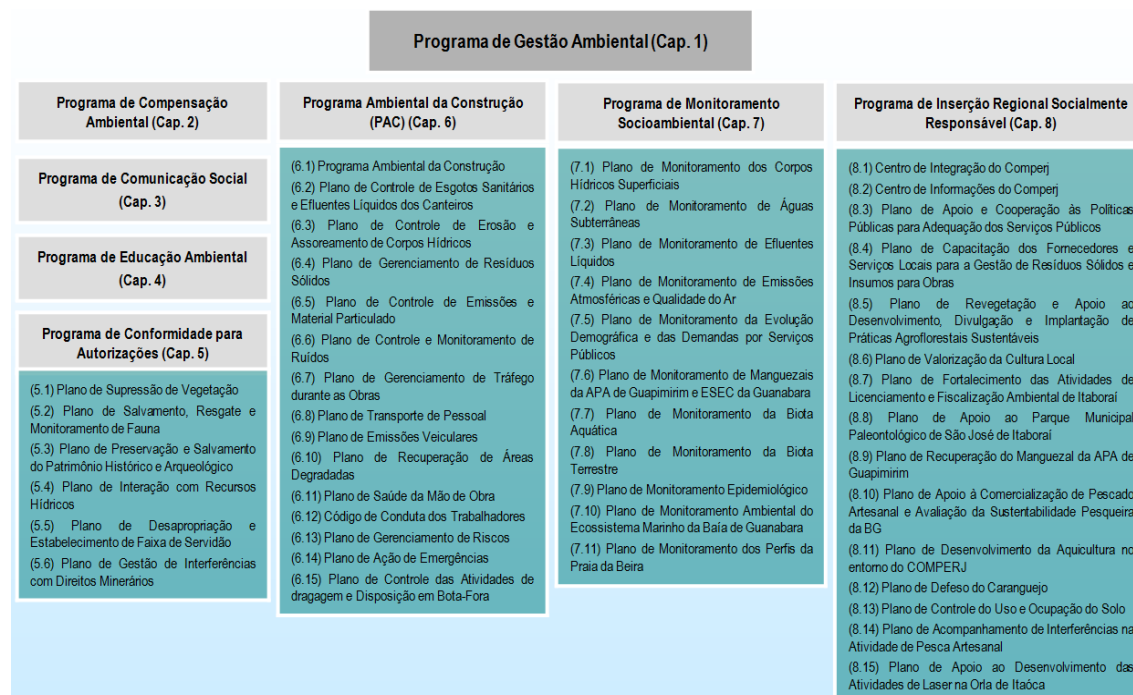 Programa de Gestão Ambiental (Cap. 1)
Programa de Compensação
Ambiental (Cap. 2)
Programa de Comunicação Social
(Cap. 3)
Programa de Educação Ambiental
(Cap. 4)
Programa de Conformidade para
Autorizações (Cap. 5)
(5.1) Plano de Supressão de Vegetação
(5.2) Plano de Salvamento, Resgate e
Monitoramento de Fauna
(5.3) Plano de Preservação e Salvamento
do Patrimônio Histórico e Arqueológico
(5.4) Plano de Interação com Recursos
Hídricos
(5.5) Plano de Desapropriação e
Estabelecimento de Faixa de Servidão
(5.6) Plano de Gestão de Interferências
com Direitos Minerários
Programa Ambiental da Construção
(PAC) (Cap. 6)
(6.1) Programa Ambiental da Construção
(6.2) Plano de Controle de Esgotos Sanitários
e Efluentes Líquidos dos Canteiros
(6.3) Plano de Controle de Erosão e
Assoreamento de Corpos Hídricos
(6.4) Plano de Gerenciamento de Resíduos
Sólidos
(6.5) Plano de Controle de Emissões e
Material Particulado
(6.6) Plano de Controle e Monitoramento de
Ruídos
(6.7) Plano de Gerenciamento de Tráfego
durante as Obras
(6.8) Plano de Transporte de Pessoal
(6.9) Plano de Emissões Veiculares
(6.10) Plano de Recuperação de Áreas
Degradadas
(6.11) Plano de Saúde da Mão de Obra
(6.12) Código de Conduta dos Trabalhadores
(6.13) Plano de Gerenciamento de Riscos
(6.14) Plano de Ação de Emergências
(6.15) Plano de Controle das Atividades de
dragagem e Disposição em Bota-Fora
Programa de Monitoramento
Socioambiental (Cap. 7)
(7.1) Plano de Monitoramento dos Corpos
Hídricos Superficiais
(7.2) Plano de Monitoramento de Águas
Subterrâneas
(7.3) Plano de Monitoramento de Efluentes
Líquidos
(7.4) Plano de Monitoramento de Emissões
Atmosféricas e Qualidade do Ar
(7.5) Plano de Monitoramento da Evolução
Demográfica e das Demandas por Serviços
Públicos
(7.6) Plano de Monitoramento de Manguezais
da APA de Guapimirim e ESEC da Guanabara
(7.7) Plano de Monitoramento da Biota
Aquática
(7.8) Plano de Monitoramento da Biota
Terrestre
(7.9) Plano de Monitoramento Epidemiológico
(7.10) Plano de Monitoramento Ambiental do
Ecossistema Marinho da Baía de Guanabara
(7.11) Plano de Monitoramento dos Perfis da
Praia da Beira
Programa de Inserção Regional Socialmente
Responsável (Cap. 8)
(8.1) Centro de Integração do Comperj
(8.2) Centro de Informações do Comperj
(8.3) Plano de Apoio e Cooperação às Políticas
Públicas para Adequação dos Serviços Públicos
(8.4) Plano de Capacitação dos Fornecedores e
Serviços Locais para a Gestão de Resíduos Sólidos e
Insumos para Obras
(8.5) Plano de Revegetação e Apoio ao
Desenvolvimento, Divulgação e Implantação de
Práticas Agroflorestais Sustentáveis
(8.6) Plano de Valorização da Cultura Local
(8.7) Plano de Fortalecimento das Atividades de
Licenciamento e Fiscalização Ambiental de Itaboraí
(8.8) Plano de Apoio ao Parque Municipal
Paleontológico de São José de Itaboraí
(8.9) Plano de Recuperação do Manguezal da APA de
Guapimirim
(8.10) Plano de Apoio à Comercialização de Pescado
Artesanal e Avaliação da Sustentabilidade Pesqueira
da BG
(8.11) Plano de Desenvolvimento da Aquicultura no
entorno do COMPERJ
(8.12) Plano de Defeso do Caranguejo
(8.13) Plano de Controle do Uso e Ocupação do Solo
(8.14) Plano de Acompanhamento de Interferências na
Atividade de Pesca Artesanal
(8.15) Plano de Apoio ao Desenvolvimento das
Atividades de Laser na Orla de Itaóca